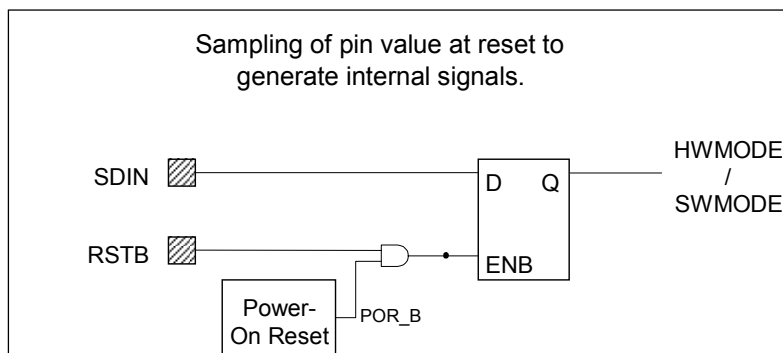 Sampling of pin value at reset to
generate internal signals.
SDIN
D
Q
HWMODE
/
SWMODE
RSTB
ENB
Power-
On Reset
POR_B